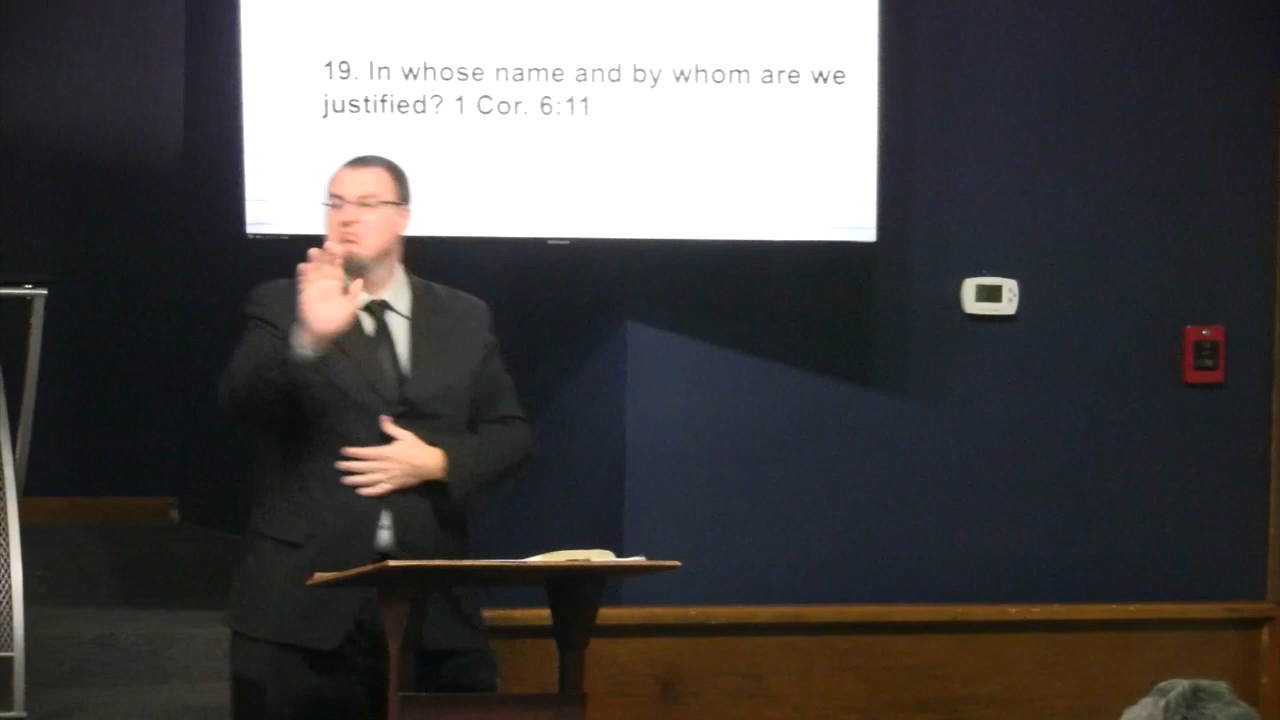 19. In whose name and by whom are we
justified? 1 Cor. 6:11